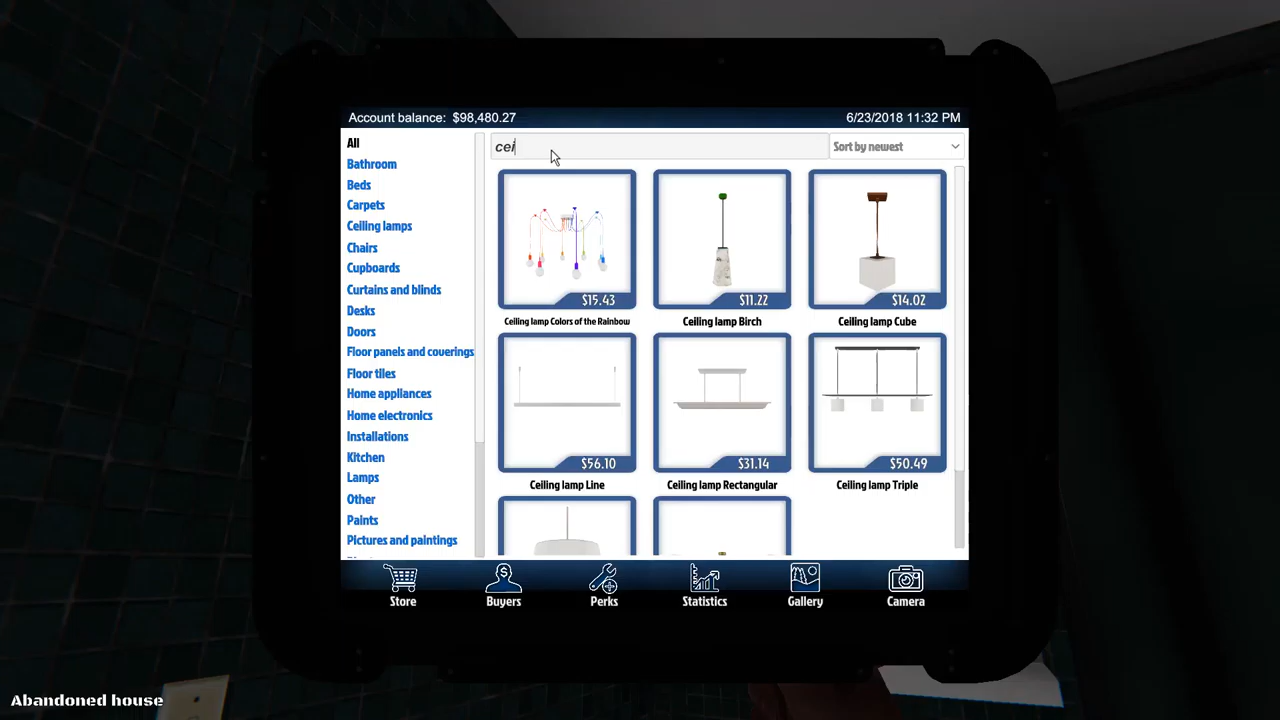 Account balance: $98,480.27
6/23/2018 11:32 PM
All
Bathroom
Beds
Carpets
Ceiling lamps
Chairs
Cupboards
Curtains and blinds
Desks
Doors
Floor panels and coverings
Floor tiles
Home appliances
Home electronics
Installations
Kitchen
Lamps
Other
Paints
Pictures and paintings
cei
Sort by newest
$15.43
$11.22
$14.02
Ceiling lamp Colors of the Rainbow
Ceiling lamp Birch
Ceiling lamp Cube
$56.10
$31.14
$50.49
Ceiling lamp Line
Ceiling lamp Rectangular
Ceiling lamp Triple
Store
Buyers
Perks
Statistics
Gallery
Camera
Abandoned house